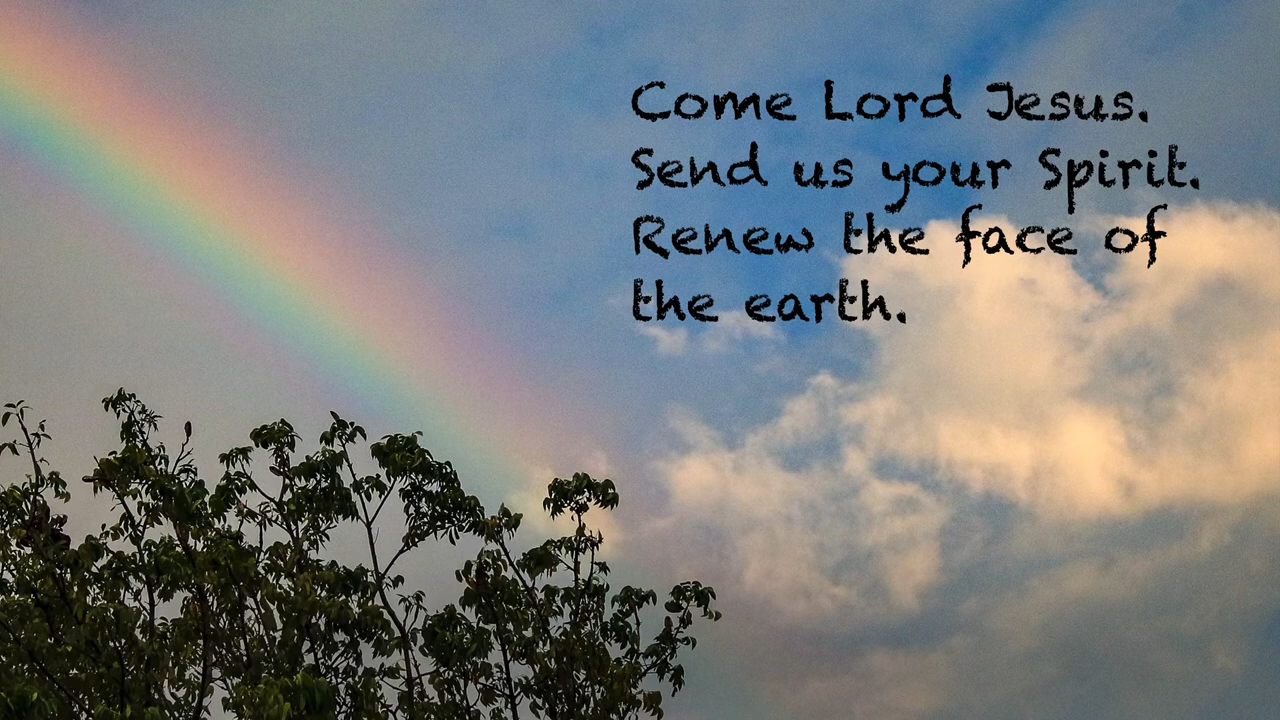 Come Lord Jesus.
Send us your Spirit.
Renew the face of
the earth.